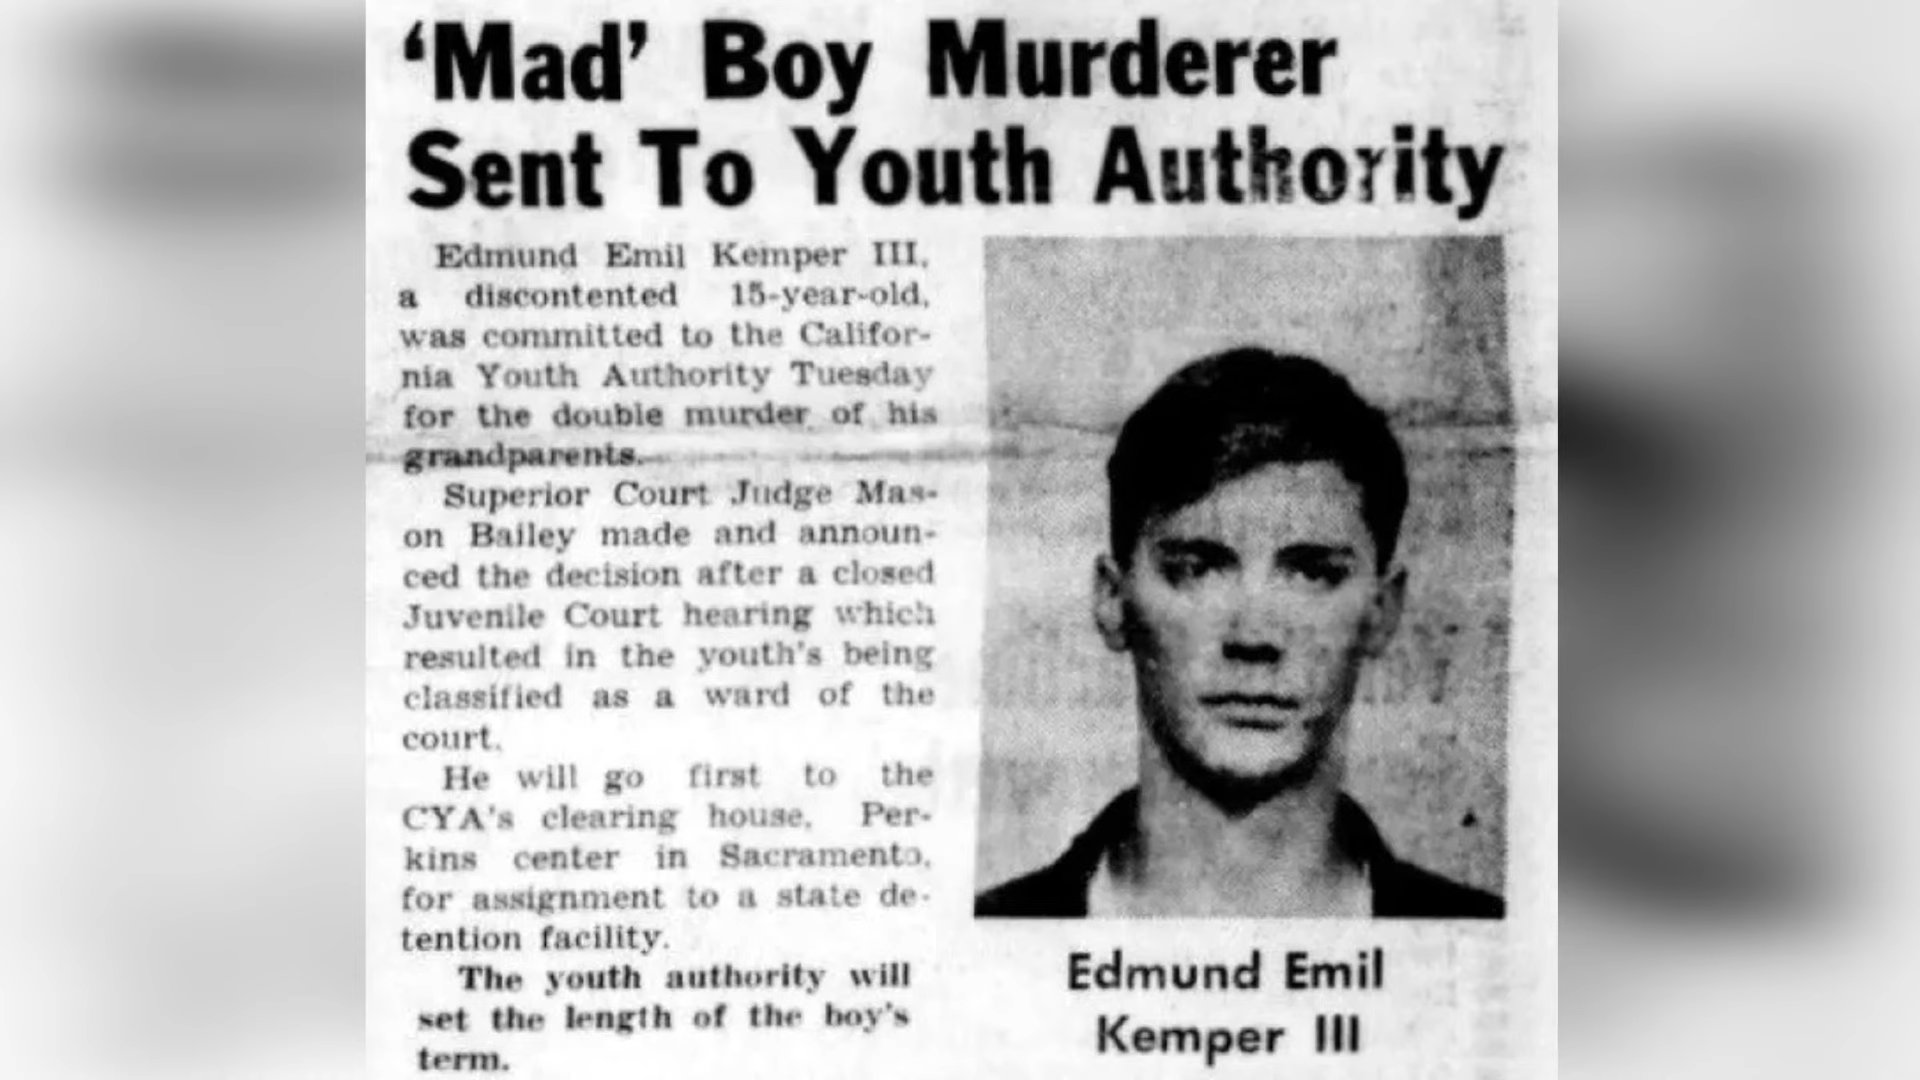 ‘Mad’ Boy Murderer
Sent To Youth Authority
Edmund Emil Kemper III,
a discontented 15-year-old,
was committed to the Califor-
nia Youth Authority Tuesday
for the double murder of his
grandparents.
Superior Court Judge Mas-
on Bailey made and announ-
ced the decision after a closed
Juvenile Court hearing which
resulted in the youth's being
classified as a ward of the
court.
He will go first to the
CYA's clearing house, Per-
kins center in Sacramento,
for assignment to a state de-
tention facility.
The youth authority will
set the length of the boy's
term.
Edmund Emil
Kemper III